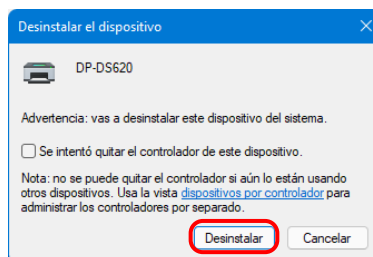 Desinstalar el dispositivo
DP-DS620
Advertencia: vas a desinstalar este dispositivo del sistema.
Se intentó quitar el controlador de este dispositivo.
Nota: no se puede quitar el controlador si aún lo están usando
otros dispositivos. Usa la vista dispositivos por controlador para
administrar los controladores por separado.
Desinstalar Cancelar